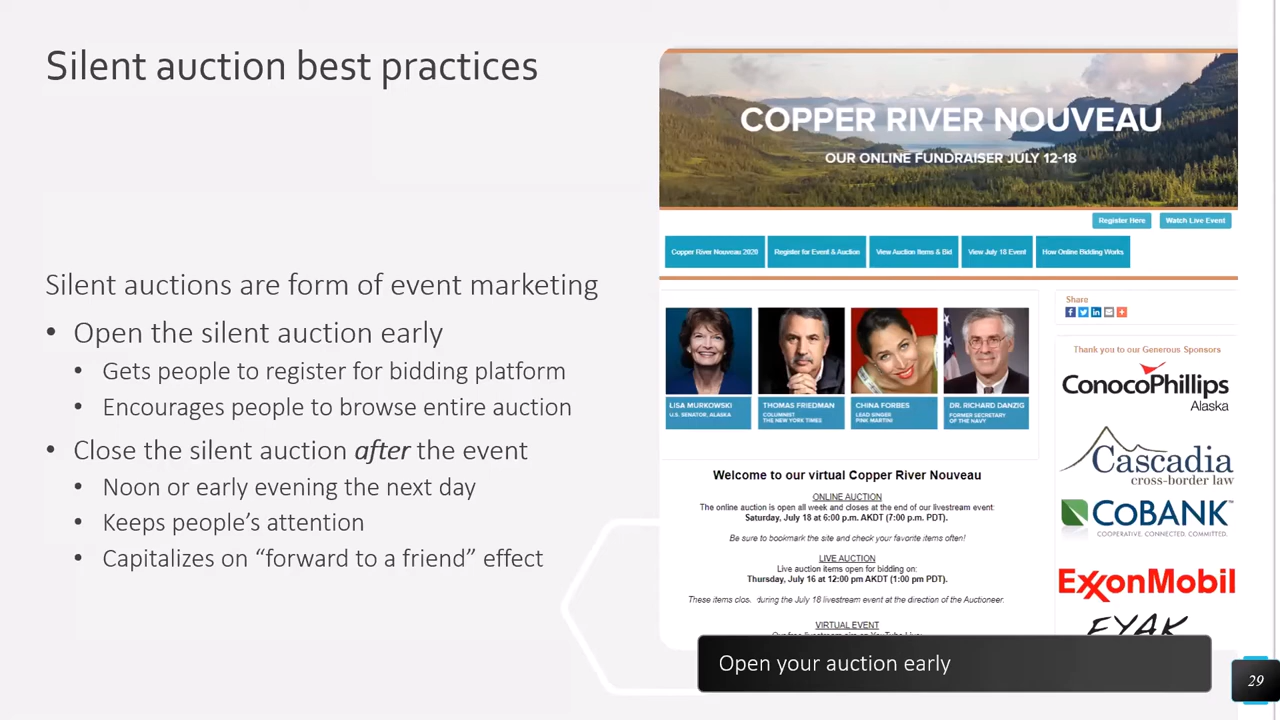 Silent auction best practices
Silent auctions are form of event marketing
• Open the silent auction early
• Gets people to register for bidding platform
• Encourages people to browse entire auction
• Close the silent auction after the event
• Noon or early evening the next day
• Keeps people's attention
• Capitalizes on “forward to a friend” effect
COPPER RIVER NOUVEAU
OUR ONLINE FUNDRAISER JULY 12-18
Register Here
Watch Live Event
Copper River Nouveau 2020
Register for Event & Auction
View Auction Items & Bid
View July 18 Event
How Online Bidding Works
LISA MURKOWSKI
U.S. SENATOR, ALASKA
THOMAS FRIEDMAN
COLUMNIST
THE NEW YORK TIMES
CHINA FORBES
LEAD SINGER
PINK MARTINI
DR. RICHARD DANZIG
FORMER SECRETARY
OF THE NAVY
Welcome to our virtual Copper River Nouveau
ONLINE AUCTION
The online auction is open all week and closes at the end of our livestream event:
Saturday, July 18 at 6:00 p.m. AKDT (7:00 p.m. PDT).
Be sure to bookmark the site and check your favorite items often!
LIVE AUCTION
Live auction items open for bidding on:
Thursday, July 16 at 12:00 pm AKDT (1:00 pm PDT).
These items close during the July 18 livestream event at the direction of the Auctioneer.
VIRTUAL EVENT
Share
Thank you to our Generous Sponsors
ConocoPhillips
Alaska
Cascadia
cross-border law
COBANK
COOPERATIVE. CONNECTED. COMMITTED.
ExxonMobil
EYAK
Open your auction early
29